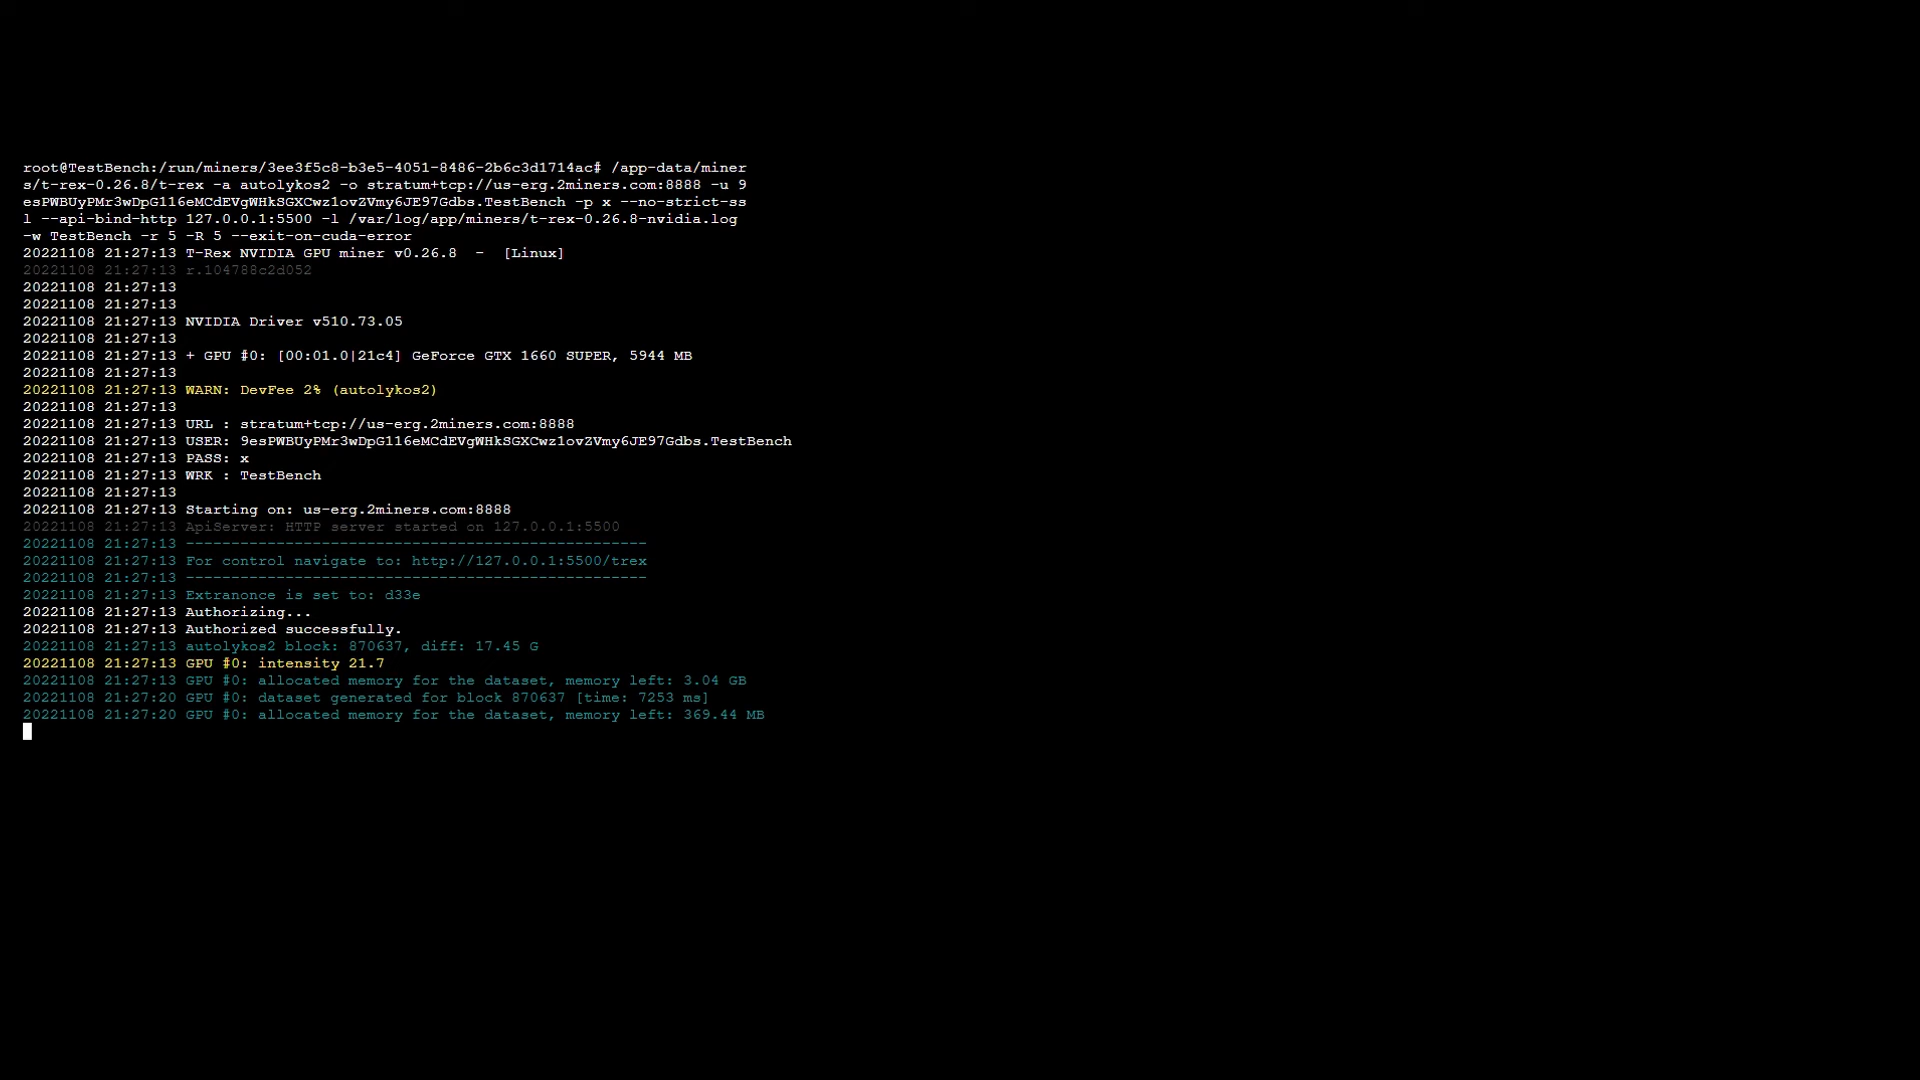 root@TestBench:/run/miners/3ee3f5c8-b3e5-4051-8486-2b6c3d1714ac# /app-data/miner
s/t-rex-0.26.8/t-rex -a autolykos2 -o stratum+tcp://us-erg.2miners.com:8888 -u 9
esPWBUyPMr3wDpG116eMCdEVgWHkSGXCwz1ovZVmy6JE97Gdbs.TestBench -p x --no-strict-ss
l --api-bind-http 127.0.0.1:5500 -l /var/log/app/miners/t-rex-0.26.8-nvidia.log
-w TestBench -r 5 -R 5 --exit-on-cuda-error
20221108 21:27:13 T-Rex NVIDIA GPU miner v0.26.8  -  [Linux]
20221108 21:27:13 r.104788c2d052
20221108 21:27:13
20221108 21:27:13
20221108 21:27:13 NVIDIA Driver v510.73.05
20221108 21:27:13
20221108 21:27:13 + GPU #0: [00:01.0|21c4] GeForce GTX 1660 SUPER, 5944 MB
20221108 21:27:13
20221108 21:27:13 WARN: DevFee 2% (autolykos2)
20221108 21:27:13
20221108 21:27:13 URL : stratum+tcp://us-erg.2miners.com:8888
20221108 21:27:13 USER: 9esPWBUyPMr3wDpG116eMCdEVgWHkSGXCwz1ovZVmy6JE97Gdbs.TestBench
20221108 21:27:13 PASS: x
20221108 21:27:13 WRK : TestBench
20221108 21:27:13
20221108 21:27:13 Starting on: us-erg.2miners.com:8888
20221108 21:27:13 ApiServer: HTTP server started on 127.0.0.1:5500
20221108 21:27:13 ---------------------------------------------------
20221108 21:27:13 For control navigate to: http://127.0.0.1:5500/trex
20221108 21:27:13 ---------------------------------------------------
20221108 21:27:13 Extranonce is set to: d33e
20221108 21:27:13 Authorizing...
20221108 21:27:13 Authorized successfully.
20221108 21:27:13 autolykos2 block: 870637, diff: 17.45 G
20221108 21:27:13 GPU #0: intensity 21.7
20221108 21:27:13 GPU #0: allocated memory for the dataset, memory left: 3.04 GB
20221108 21:27:20 GPU #0: dataset generated for block 870637 [time: 7253 ms]
20221108 21:27:20 GPU #0: allocated memory for the dataset, memory left: 369.44 MB